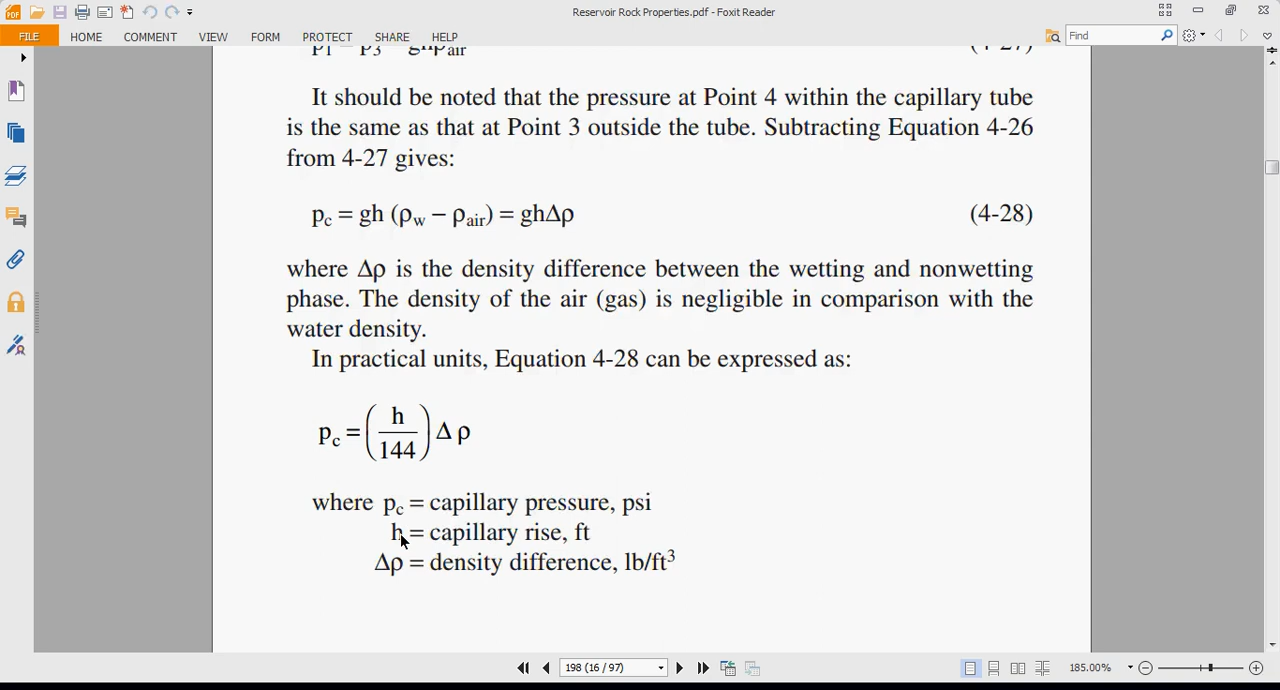 Reservoir Rock Properties.pdf - Foxit Reader
FILE HOME COMMENT VIEW FORM PROTECT SHARE HELP Find
p1 – p3 = ghρair (4-27)
It should be noted that the pressure at Point 4 within the capillary tube
is the same as that at Point 3 outside the tube. Subtracting Equation 4-26
from 4-27 gives:
pc = gh (ρw − ρair) = ghΔρ (4-28)
where Δρ is the density difference between the wetting and nonwetting
phase. The density of the air (gas) is negligible in comparison with the
water density.
In practical units, Equation 4-28 can be expressed as:
pc = (h/144) Δ ρ
where pc = capillary pressure, psi
h = capillary rise, ft
Δρ = density difference, lb/ft³
198 (16 / 97) 185.00%